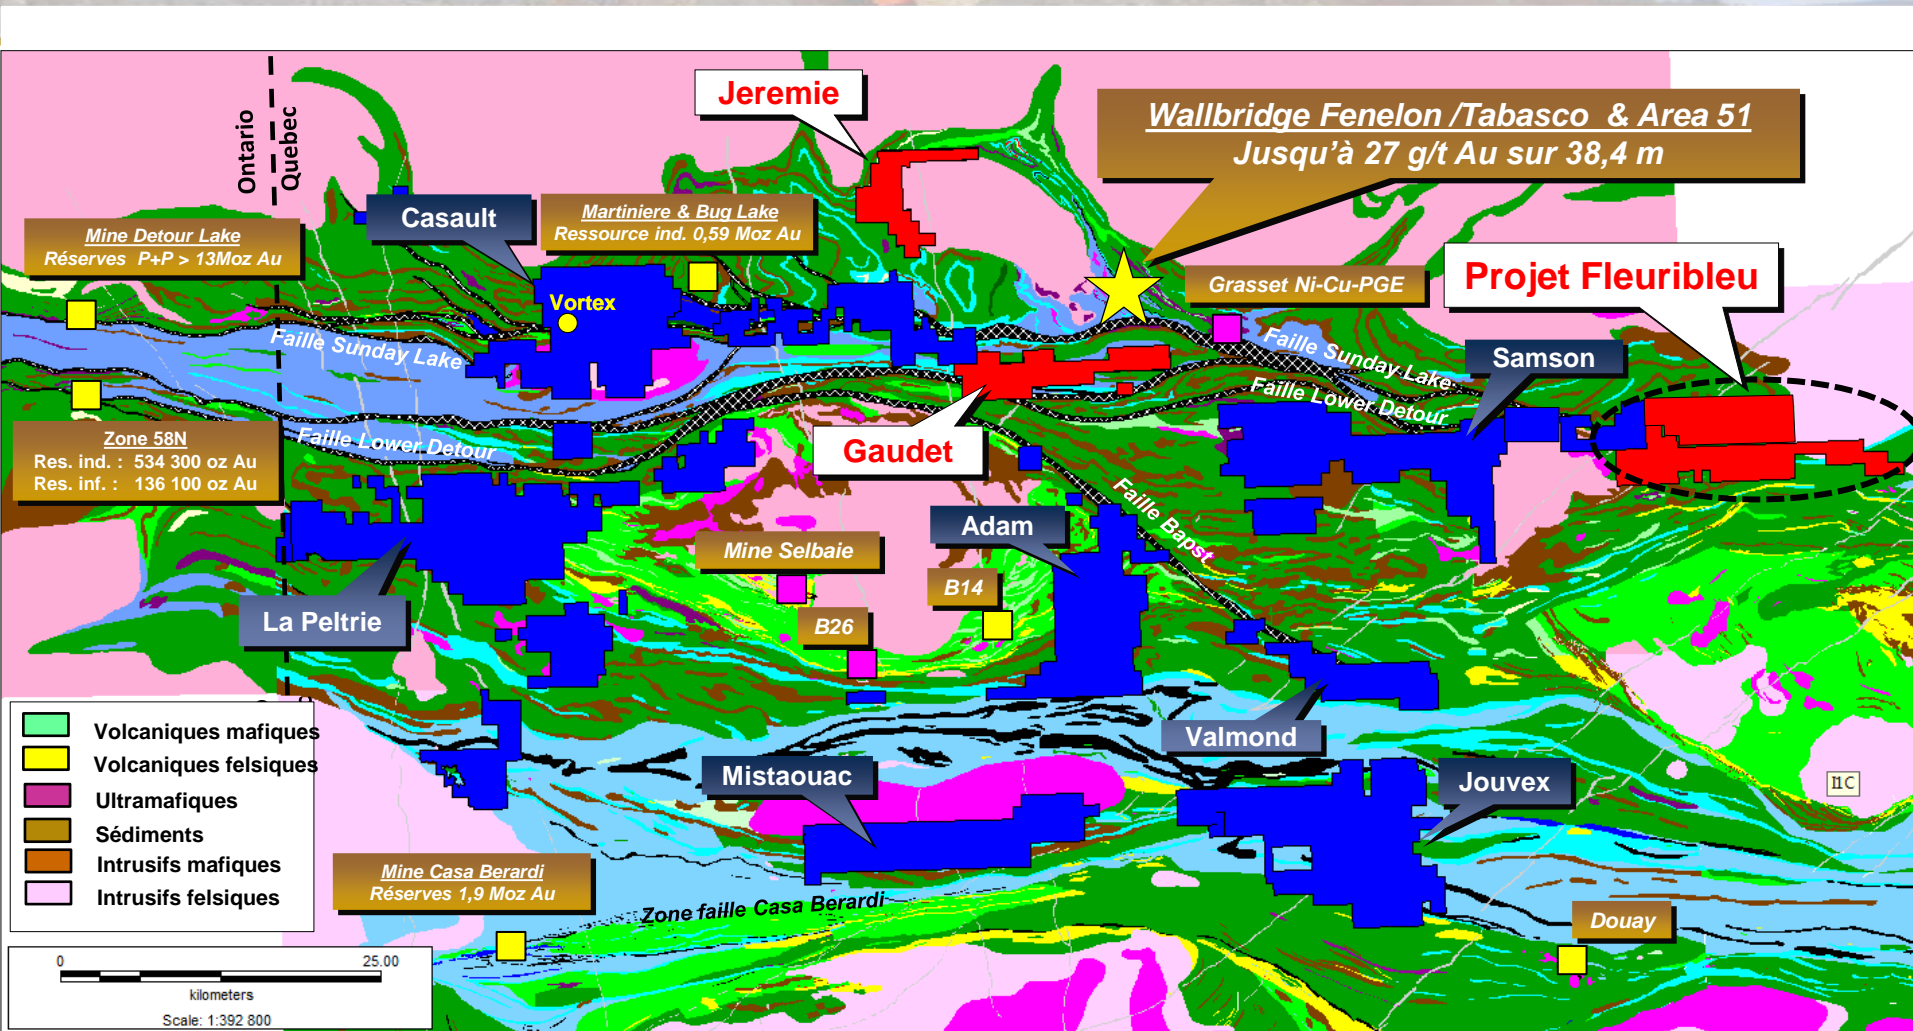 Jeremie
Wallbridge Fenelon /Tabasco & Area 51
Jusqu'à 27 g/t Au sur 38,4 m
Ontario
Quebec
Casault
Martiniere & Bug Lake
Ressource ind. 0,59 Moz Au
Mine Detour Lake
Réserves P+P > 13Moz Au
Projet Fleuribleu
Grasset Ni-Cu-PGE
Vortex
Faille Sunday Lake
Faille Sunday Lake
Samson
Faille Lower Detour
Faille Lower Detour
Gaudet
Zone 58N
Res. ind. : 534 300 oz Au
Res. inf. : 136 100 oz Au
Faille Bapst
Adam
Mine Selbaie
B14
La Peltrie
B26
Volcaniques mafiques
Volcaniques felsiques
Ultramafiques
Sédiments
Intrusifs mafiques
Intrusifs felsiques
Valmond
Mistaouac
Jouvex
I1C
Mine Casa Berardi
Réserves 1,9 Moz Au
Zone faille Casa Berardi
Douay
0 25.00
kilometers
Scale: 1:392 800